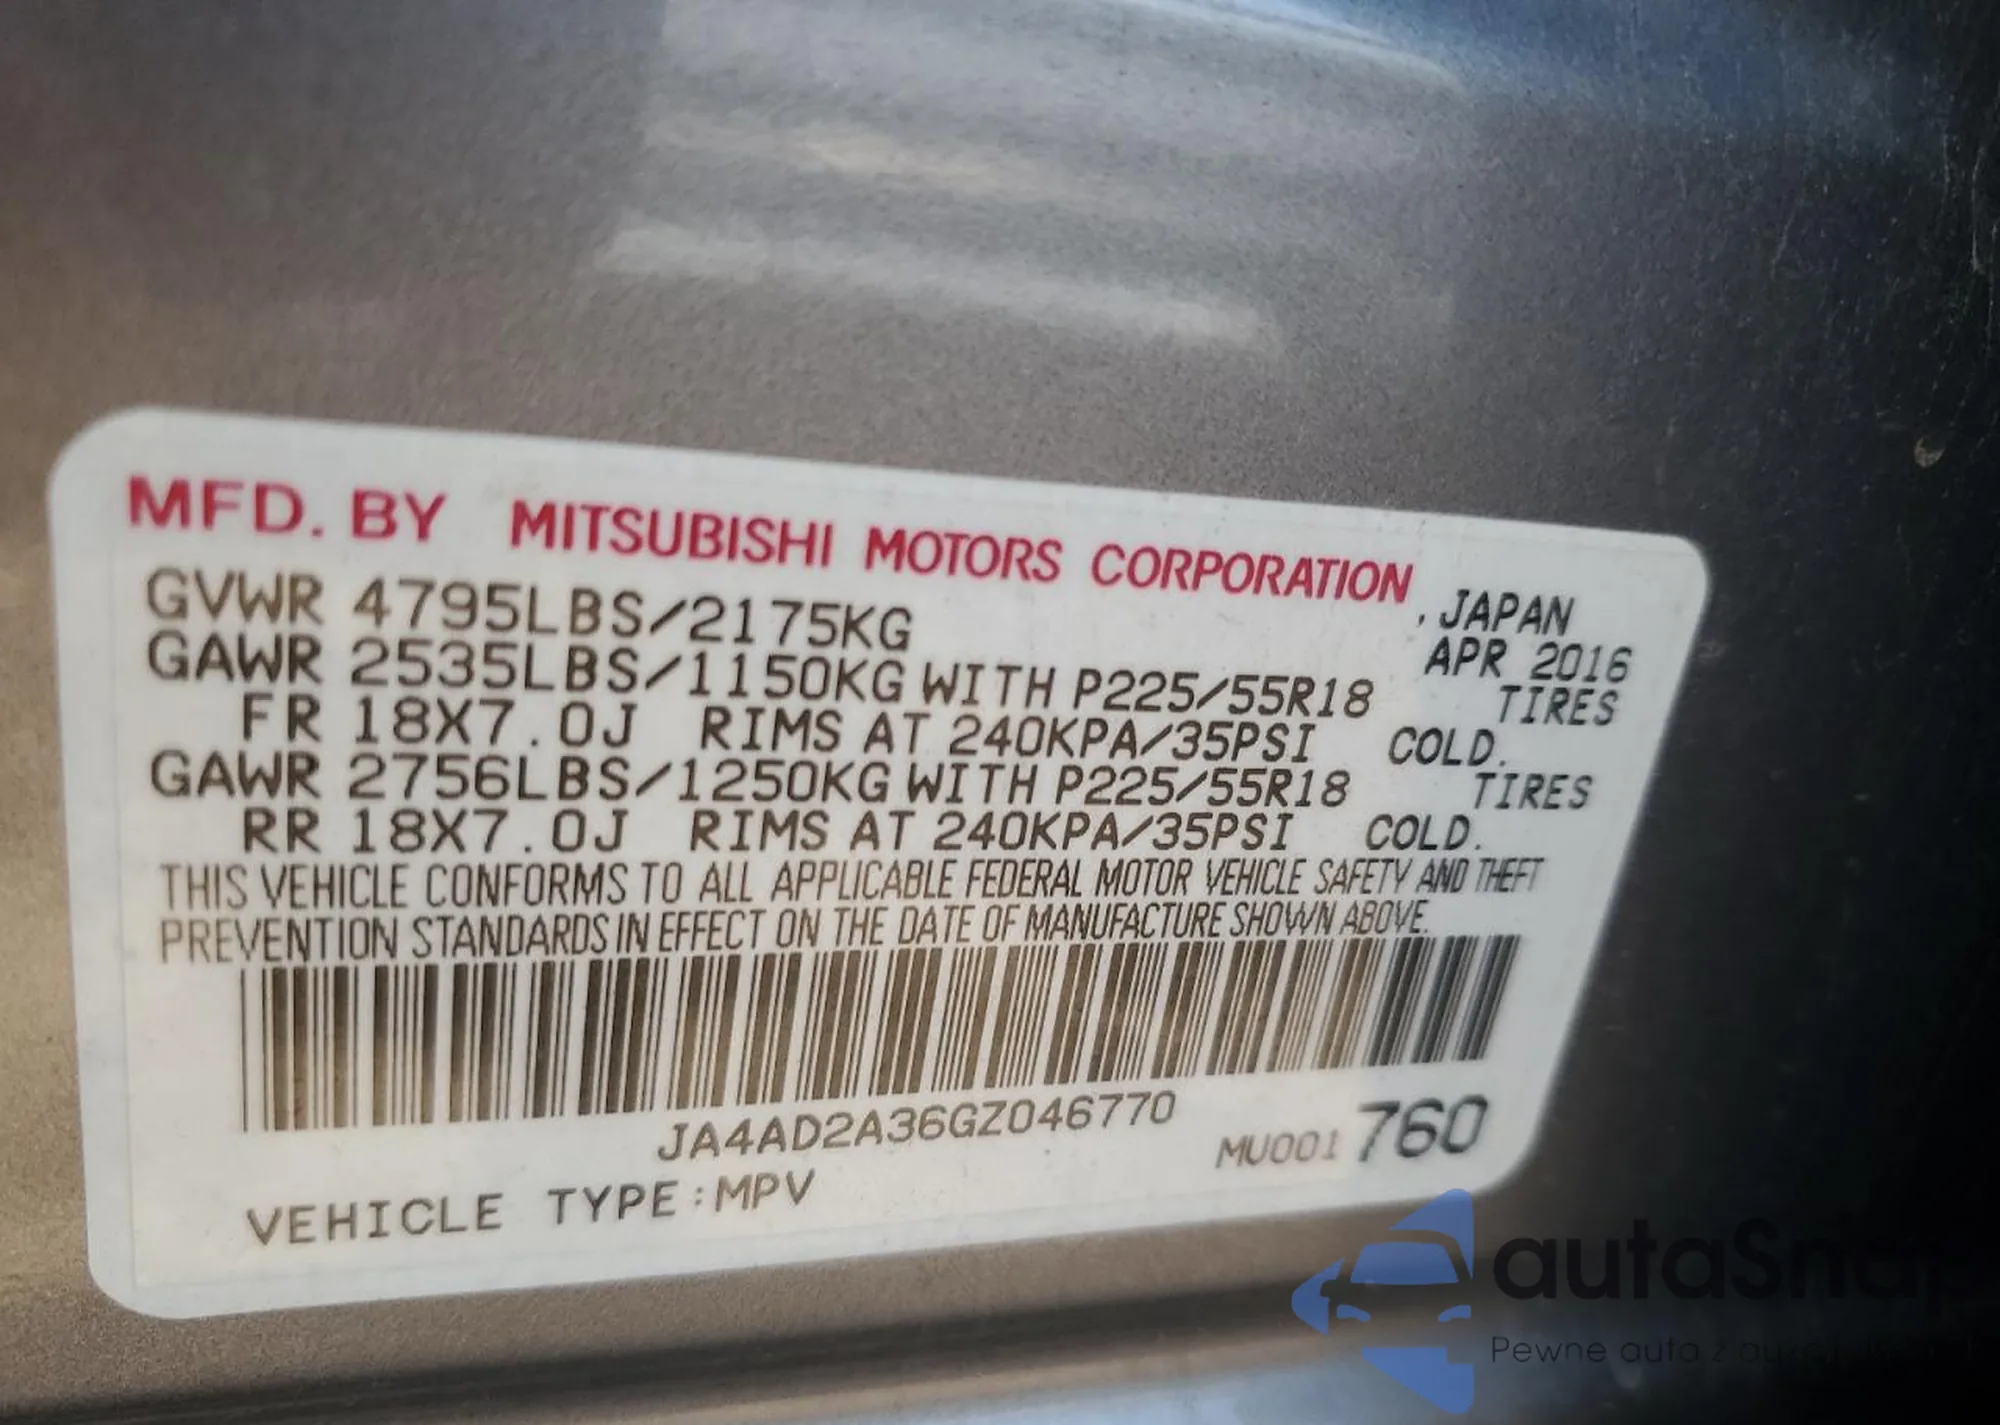 MFD. BY MITSUBISHI MOTORS CORPORATION
, JAPAN
GVWR 4795LBS/2175KG APR 2016
GAWR 2535LBS/1150KG WITH P225/55R18 TIRES
FR 18X7.0J RIMS AT 240KPA/35PSI COLD.
GAWR 2756LBS/1250KG WITH P225/55R18 TIRES
RR 18X7.0J RIMS AT 240KPA/35PSI COLD.
THIS VEHICLE CONFORMS TO ALL APPLICABLE FEDERAL MOTOR VEHICLE SAFETY AND THEFT
PREVENTION STANDARDS IN EFFECT ON THE DATE OF MANUFACTURE SHOWN ABOVE.
JA4AD2A36GZ046770
MU001 760
VEHICLE TYPE:MPV
autaSnap
Pewne auta z